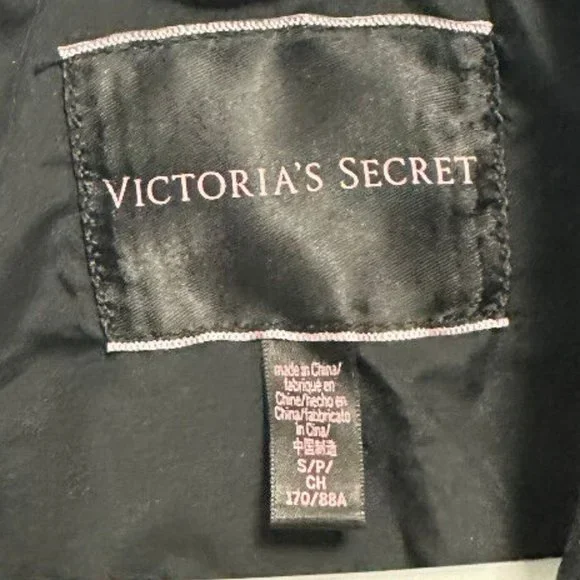 VICTORIA'S SECRET
made in China/
fabriqué en
Chine/hecho en
China/fabbricato
in Cina/
中国制造
S/P/
CH
170/88A